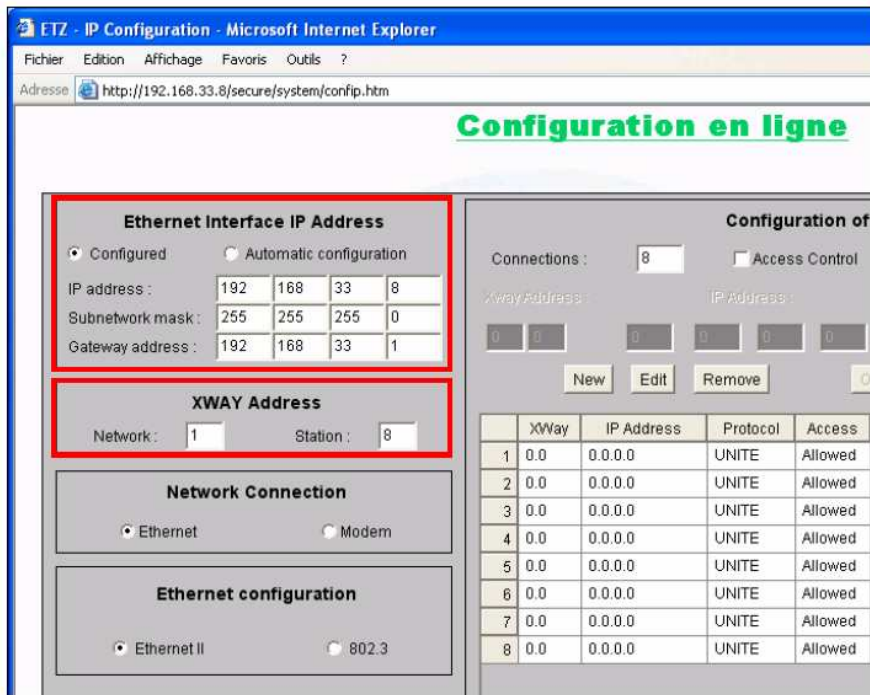 ETZ - IP Configuration - Microsoft Internet Explorer
Fichier Edition Affichage Favoris Outils ?
Adresse http://192.168.33.8/secure/system/confip.htm
Configuration en ligne
Ethernet Interface IP Address
Configured Automatic configuration
IP address : 192 168 33 8
Subnetwork mask : 255 255 255 0
Gateway address : 192 168 33 1
XWAY Address
Network : 1 Station : 8
Network Connection
Ethernet Modem
Ethernet configuration
Ethernet II 802.3
Configuration of
Connections : 8 Access Control
Xway Address : IP Address :
0 0 0 0 0 0
New Edit Remove O
XWay IP Address Protocol Access
1 0.0 0.0.0.0 UNITE Allowed
2 0.0 0.0.0.0 UNITE Allowed
3 0.0 0.0.0.0 UNITE Allowed
4 0.0 0.0.0.0 UNITE Allowed
5 0.0 0.0.0.0 UNITE Allowed
6 0.0 0.0.0.0 UNITE Allowed
7 0.0 0.0.0.0 UNITE Allowed
8 0.0 0.0.0.0 UNITE Allowed